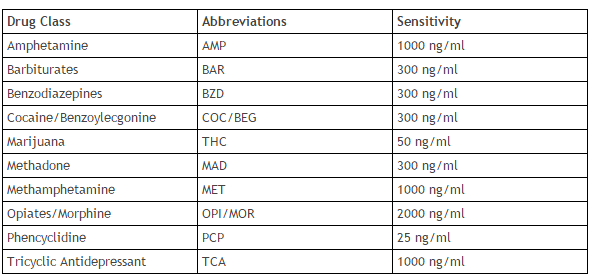 Drug Class Abbreviations Sensitivity
Amphetamine AMP 1000 ng/ml
Barbiturates BAR 300 ng/ml
Benzodiazepines BZD 300 ng/ml
Cocaine/Benzoylecgonine COC/BEG 300 ng/ml
Marijuana THC 50 ng/ml
Methadone MAD 300 ng/ml
Methamphetamine MET 1000 ng/ml
Opiates/Morphine OPI/MOR 2000 ng/ml
Phencyclidine PCP 25 ng/ml
Tricyclic Antidepressant TCA 1000 ng/ml